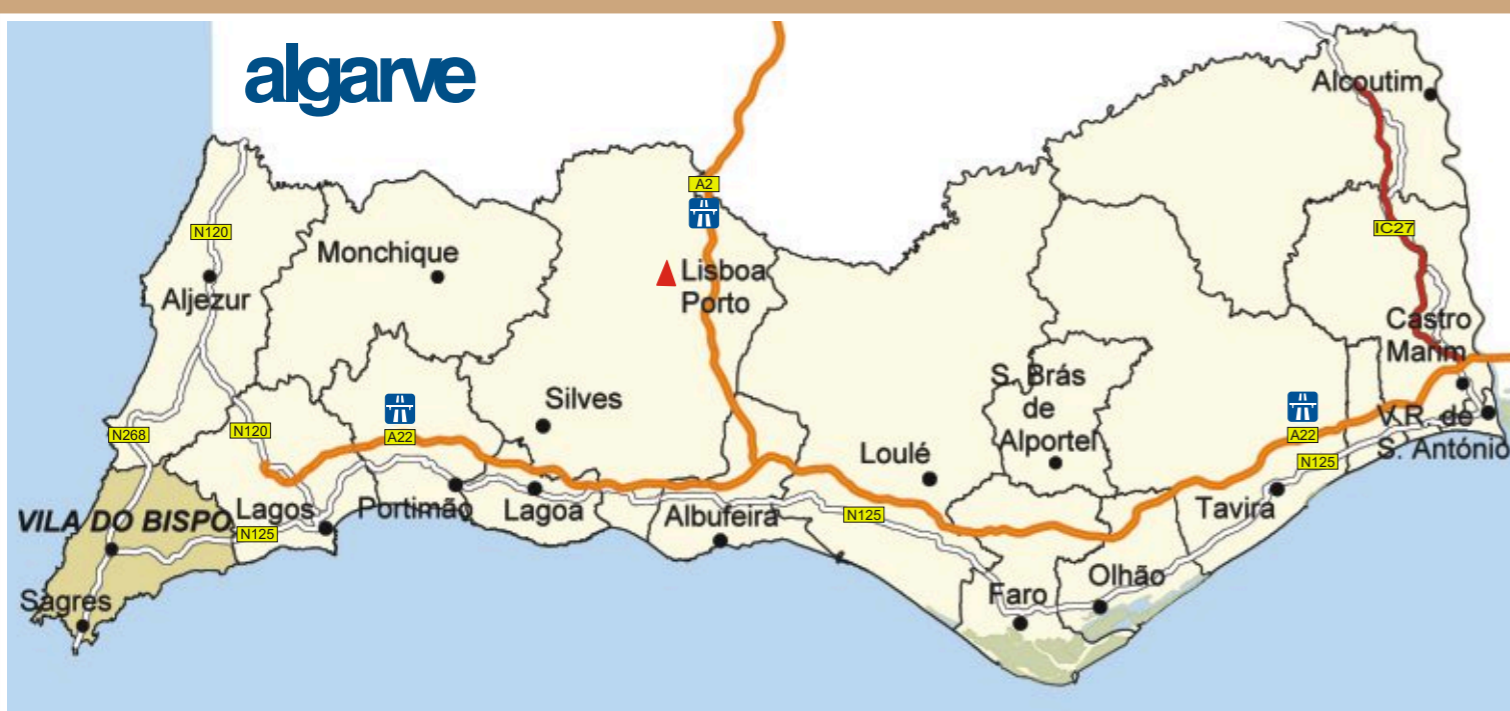 algarve
Alcoutim
A2
N120
IC27
Monchique
Lisboa
Porto
Aljezur
Castro
Marim
S. Brás
de
Alportel
Silves
N268
N120
A22
A22
V.R. de
S. António
Loulé
N125
VILA DO BISPO
Lagos
Portimão
Lagoa
Albufeira
N125
Tavira
N125
Olhão
Faro
Sagres